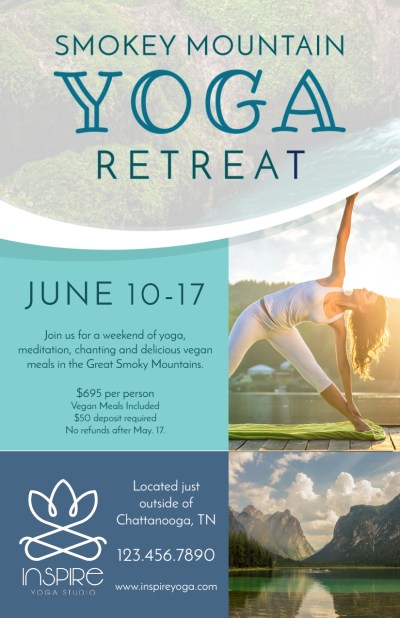 SMOKEY MOUNTAIN
YOGA
RETREAT
JUNE 10-17
Join us for a weekend of yoga,
meditation, chanting and delicious vegan
meals in the Great Smoky Mountains.
$695 per person
Vegan Meals Included
$50 deposit required
No refunds after May. 17.
Located just
outside of
Chattanooga, TN
123.456.7890
www.inspireyoga.com
INSPIRE
YOGA STUDIO